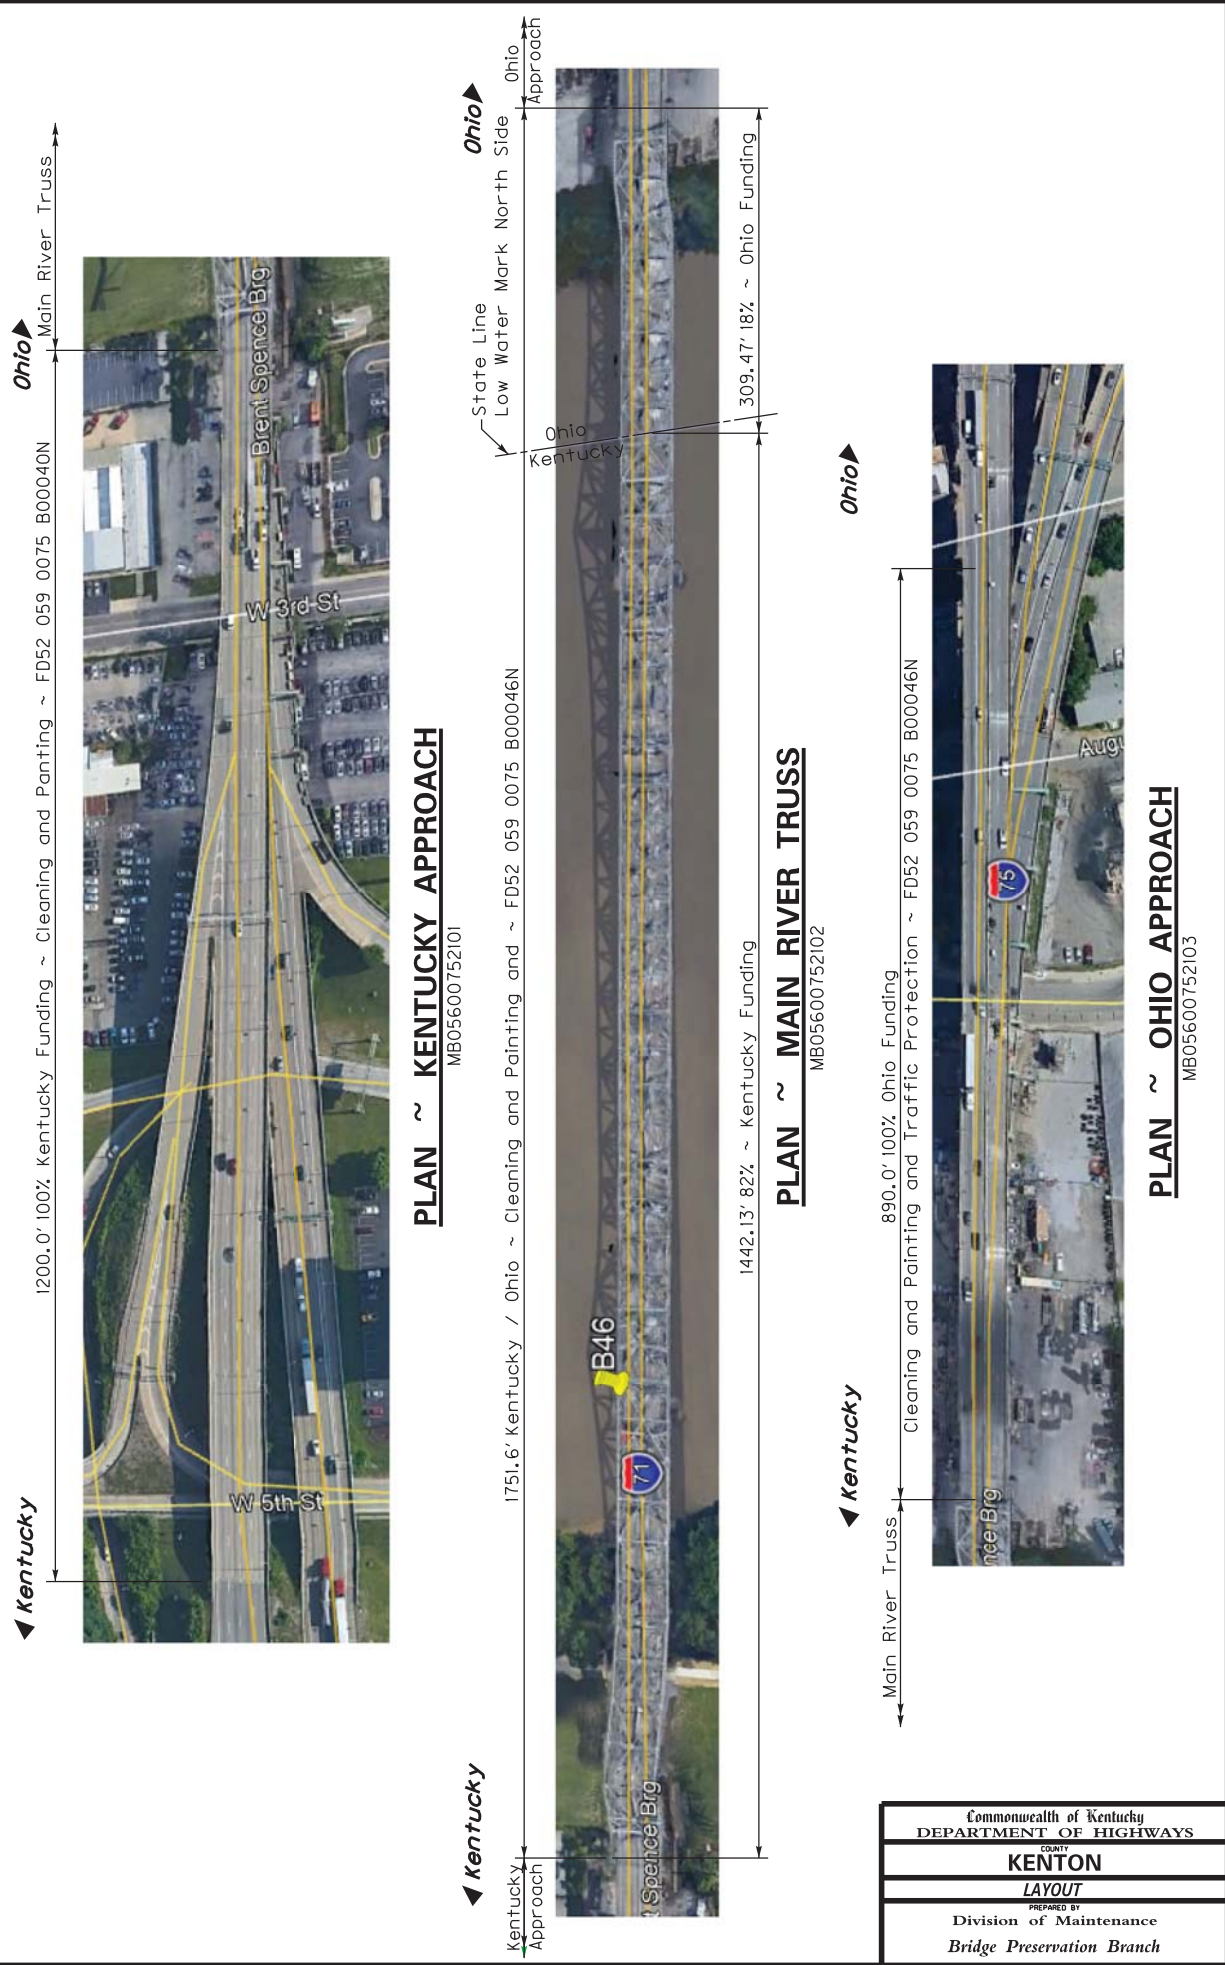 Kentucky
Ohio
1200.0' 100% Kentucky Funding ~ Cleaning and Panting ~ FD52 059 0075 B00040N
Main River Truss
W 5th St
W 3rd St
Brent Spence Brg
PLAN ~ KENTUCKY APPROACH
MB05600752101
Kentucky
Ohio
State Line
Low Water Mark North Side
Kentucky
Approach
1751.6' Kentucky / Ohio ~ Cleaning and Painting and ~ FD52 059 0075 B00046N
Ohio
Approach
Ohio
Kentucky
B46
71
Spence Brg
1442.13' 82% ~ Kentucky Funding
309.47' 18% ~ Ohio Funding
PLAN ~ MAIN RIVER TRUSS
MB05600752102
Kentucky
Ohio
Main River Truss
890.0' 100% Ohio Funding
Cleaning and Painting and Traffic Protection ~ FD52 059 0075 B00046N
nce Brg
75
Augu
PLAN ~ OHIO APPROACH
MB05600752103
Commonwealth of Kentucky
DEPARTMENT OF HIGHWAYS
COUNTY
KENTON
LAYOUT
PREPARED BY
Division of Maintenance
Bridge Preservation Branch